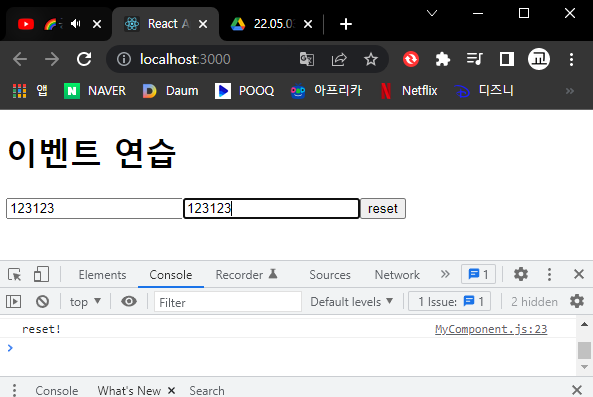 React A
22.05.0
localhost:3000
앱 NAVER Daum POOQ 아프리카 Netflix 디즈니 »
이벤트 연습
123123 123123 reset
Elements Console Recorder Sources Network » 1
top Filter Default levels 1 Issue: 1 2 hidden
reset! MyComponent.js:23
Console What's New Search